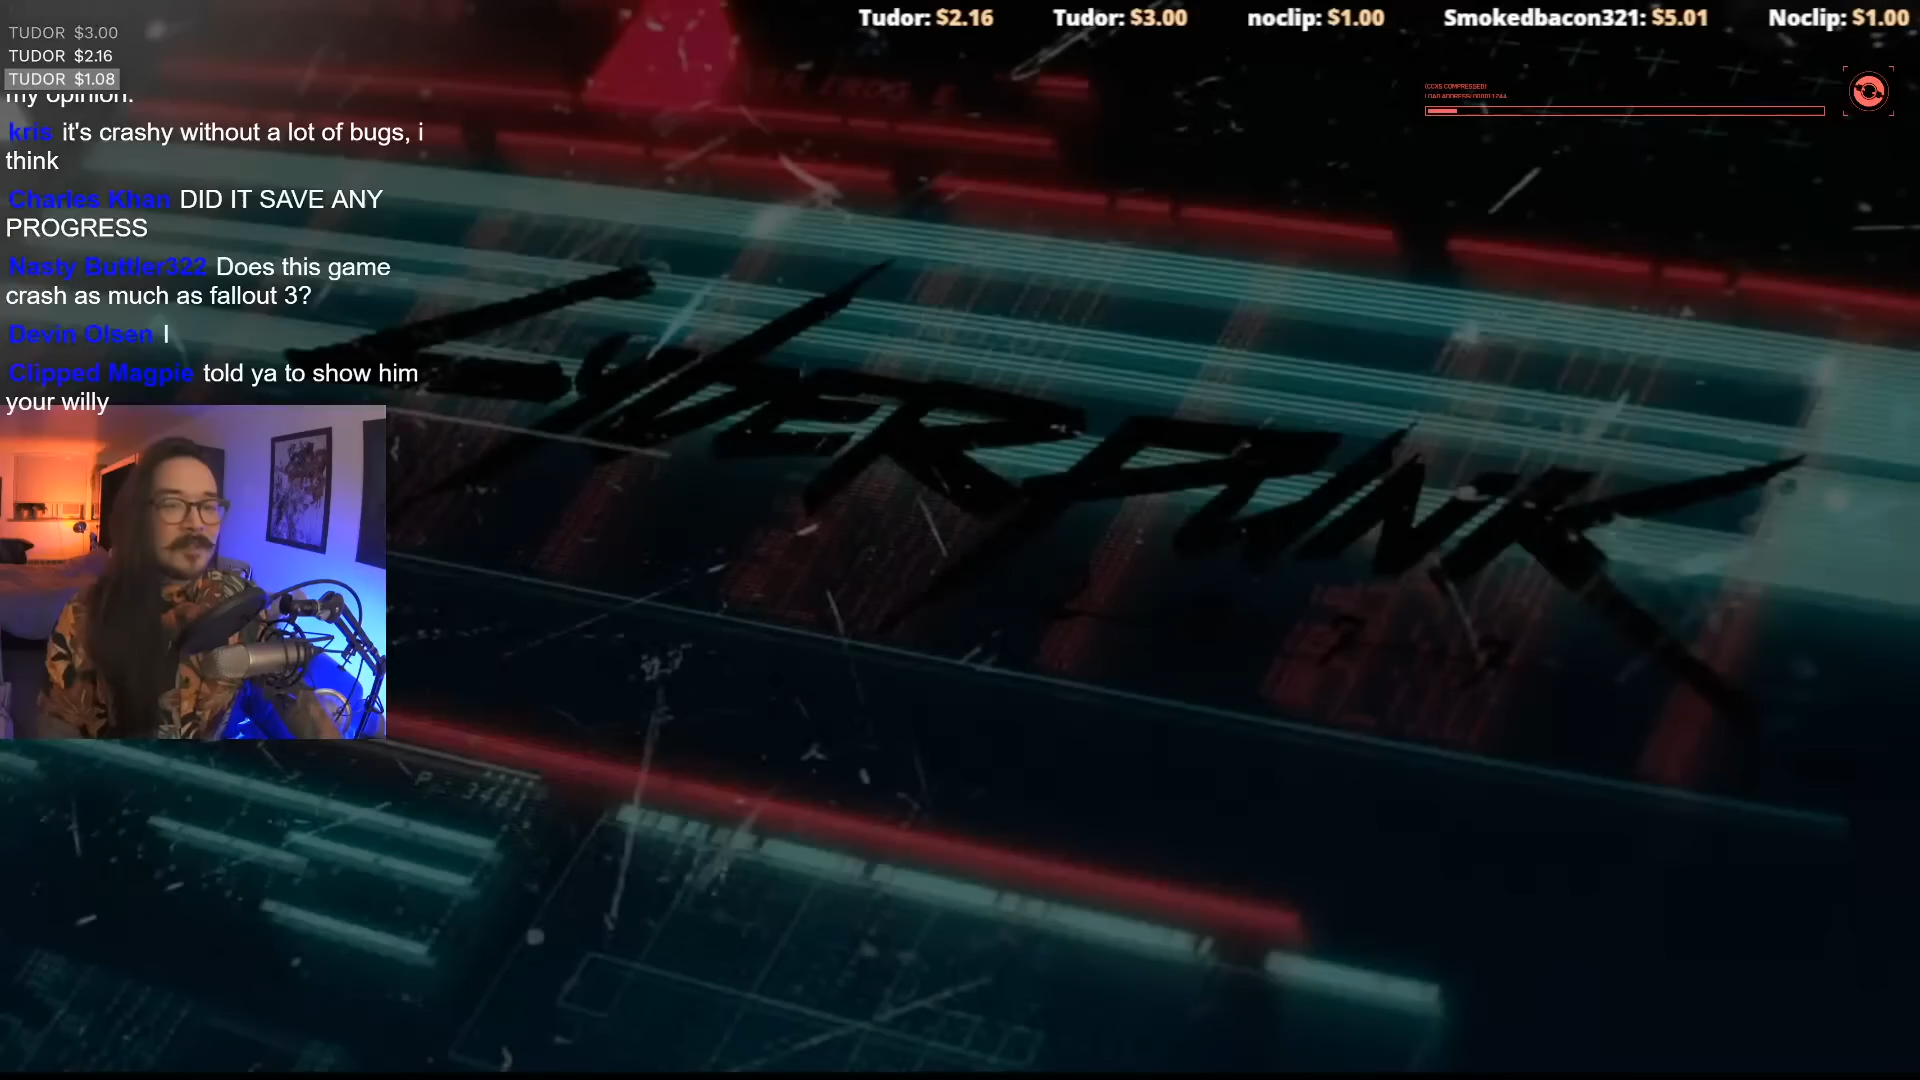 Tudor: $2.16 Tudor: $3.00 noclip: $1.00 Smokedbacon321: $5.01 Noclip: $1.00
TUDOR $3.00
TUDOR $2.16
TUDOR $1.08
my opinion.
kris it's crashy without a lot of bugs, i
think
Charles Khan DID IT SAVE ANY
PROGRESS
Nasty Buttler322 Does this game
crash as much as fallout 3?
Devin Olsen I
Clipped Magpie told ya to show him
your willy
CYBERPUNK